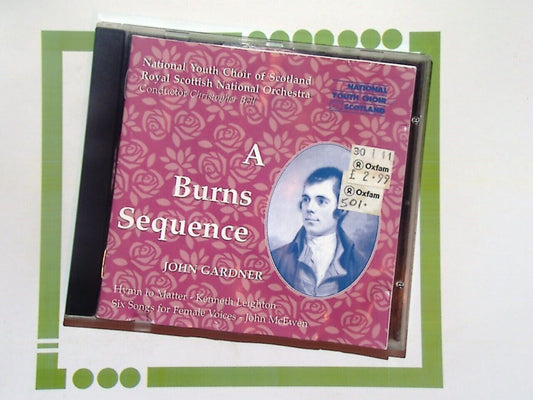 National Youth Choir of Scotland
Royal Scottish National Orchestra
Conductor Christopher Bell
NATIONAL
YOUTH CHOIR
SCOTLAND
A
Burns
Sequence
JOHN GARDNER
Hymn to Matter - Kenneth Leighton
Six Songs for Female Voices - John McEwen
30 1 11
® Oxfam
£ 2.99
® Oxfam
501.